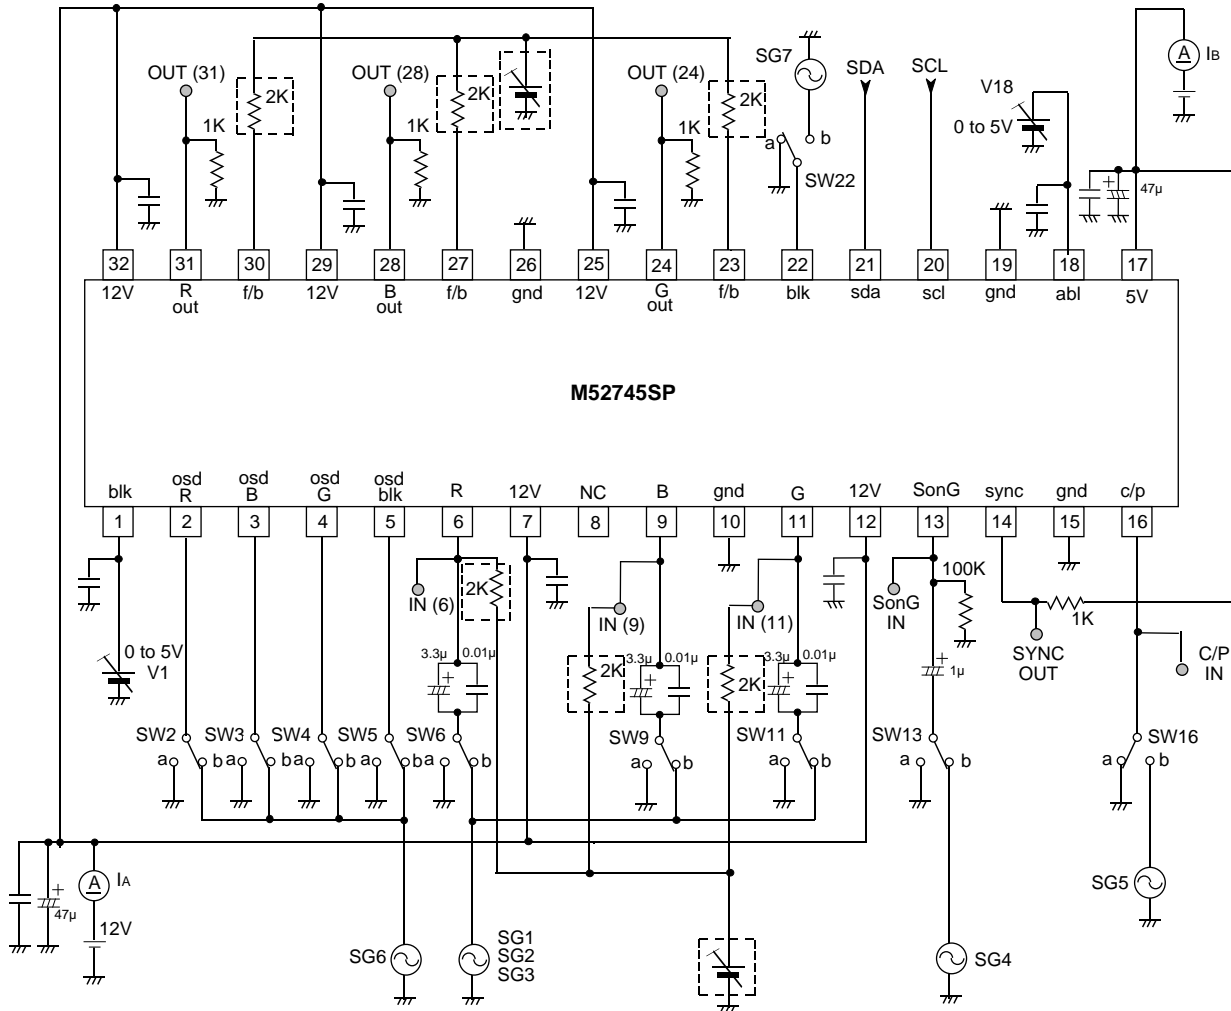 A IB
SG7 SDA SCL
OUT (31) OUT (28) OUT (24)
V18
0 to 5V
2K 2K 2K
1K 1K 1K
a b
SW22
+ 47µ
32 31 30 29 28 27 26 25 24 23 22 21 20 19 18 17
12V R out f/b 12V B out f/b gnd 12V G out f/b blk sda scl gnd abl 5V
M52745SP
blk osd R osd B osd G osd blk R 12V NC B gnd G 12V SonG sync gnd c/p
1 2 3 4 5 6 7 8 9 10 11 12 13 14 15 16
IN (6) 2K IN (9) IN (11) SonG IN 100K 1K
SYNC OUT
C/P IN
0 to 5V
V1
3.3µ + 0.01µ
2K 3.3µ + 0.01µ
2K 3.3µ + 0.01µ
+ 1µ
SW2 SW3 SW4 SW5 SW6 SW9 SW11 SW13 SW16
a b a b a b a b a b a b a b a b a b
A IA
+ 47µ
12V
SG5
SG6
SG1
SG2
SG3
SG4